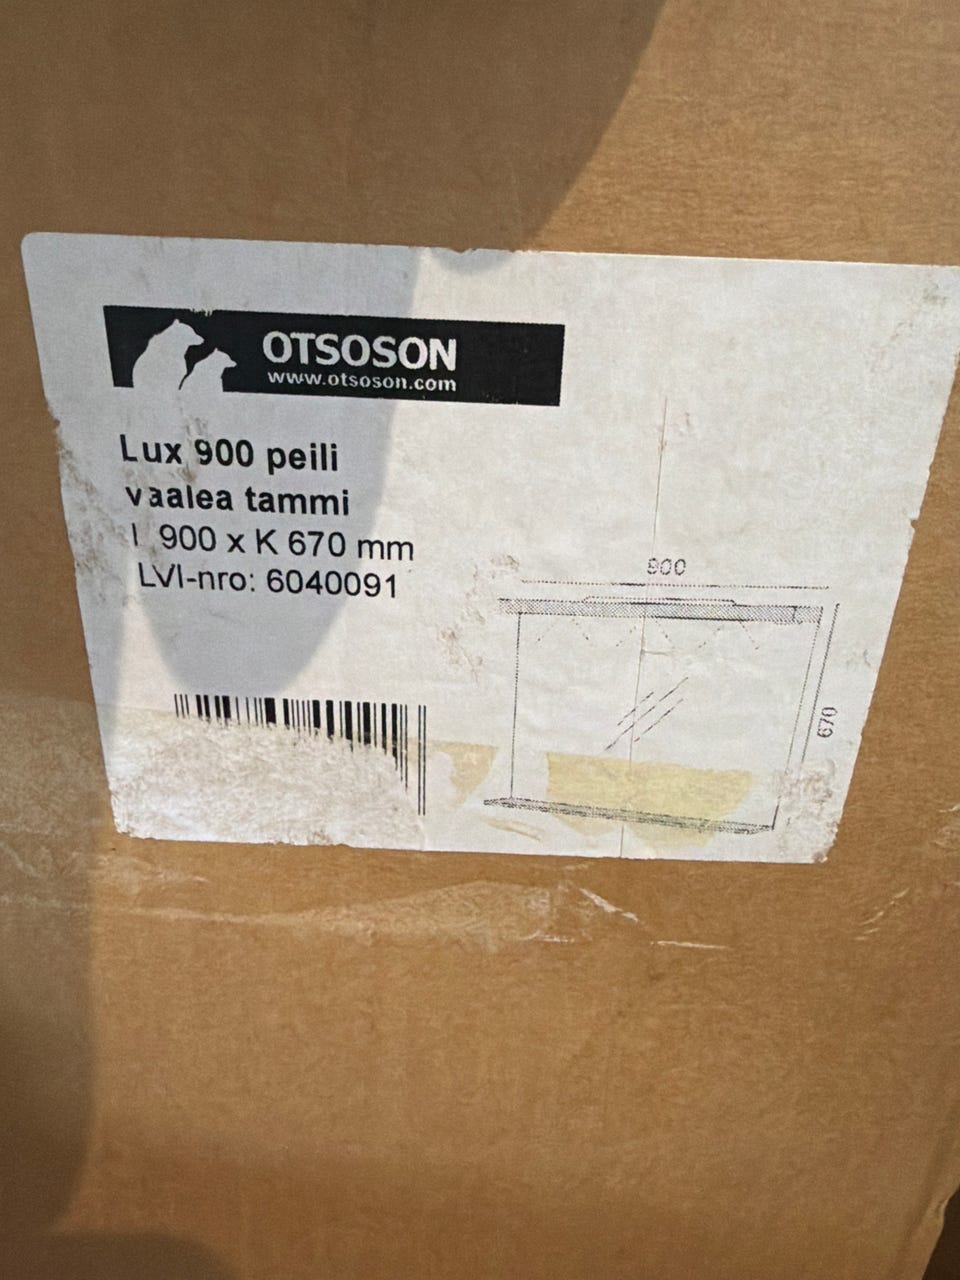 OTSOSON
www.otsoson.com
Lux 900 peili
vaalea tammi
L 900 x K 670 mm
LVI-nro: 6040091
900
670